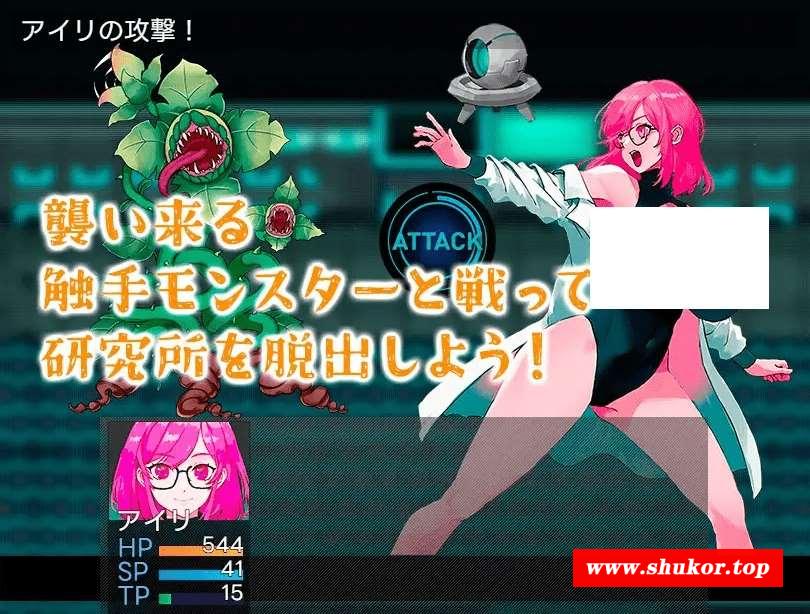 アイリの攻撃！
襲い来る
ATTACK
触手モンスターと戦って
研究所を脱出しよう！
アイリ
HP 544
SP 41
TP 15
www.shukor.top